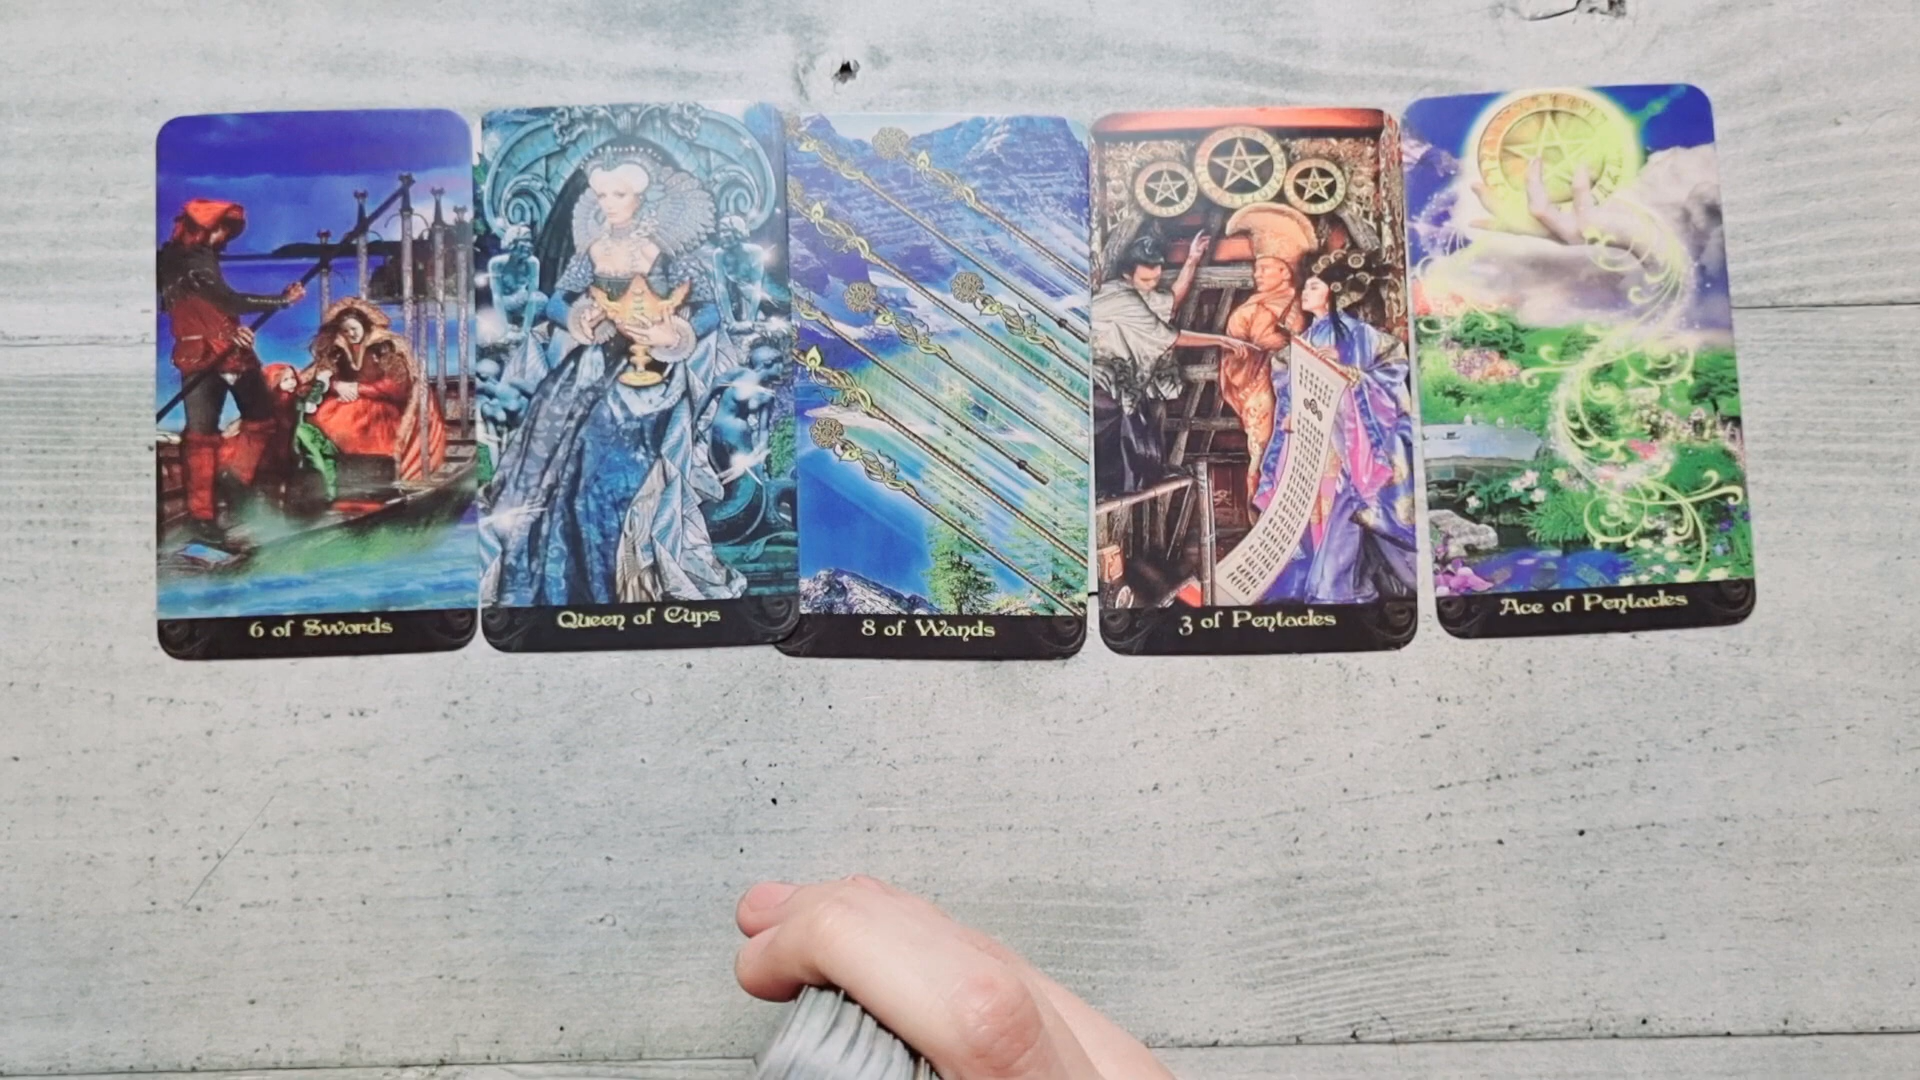 6 of Swords
Queen of Cups
8 of Wands
3 of Pentacles
Ace of Pentacles